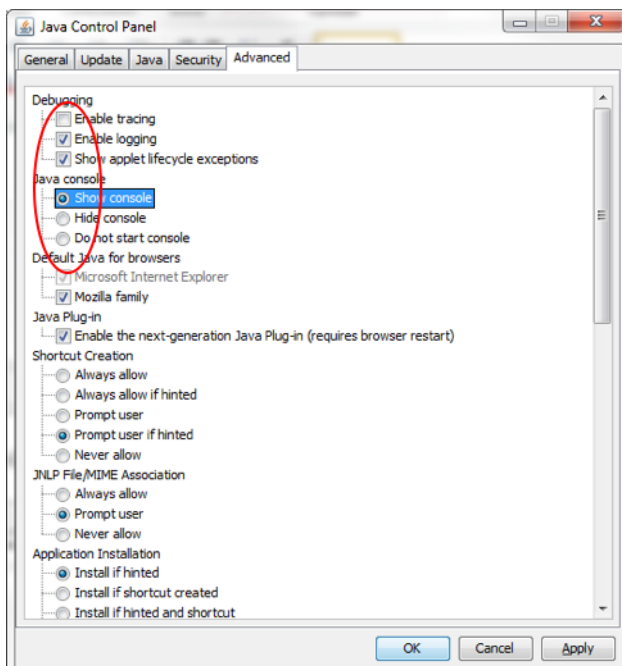 Java Control Panel
General Update Java Security Advanced
Debugging
Enable tracing
Enable logging
Show applet lifecycle exceptions
Java console
Show console
Hide console
Do not start console
Default Java for browsers
Microsoft Internet Explorer
Mozilla family
Java Plug-in
Enable the next-generation Java Plug-in (requires browser restart)
Shortcut Creation
Always allow
Always allow if hinted
Prompt user
Prompt user if hinted
Never allow
JNLP File/MIME Association
Always allow
Prompt user
Never allow
Application Installation
Install if hinted
Install if shortcut created
Install if hinted and shortcut
OK Cancel Apply